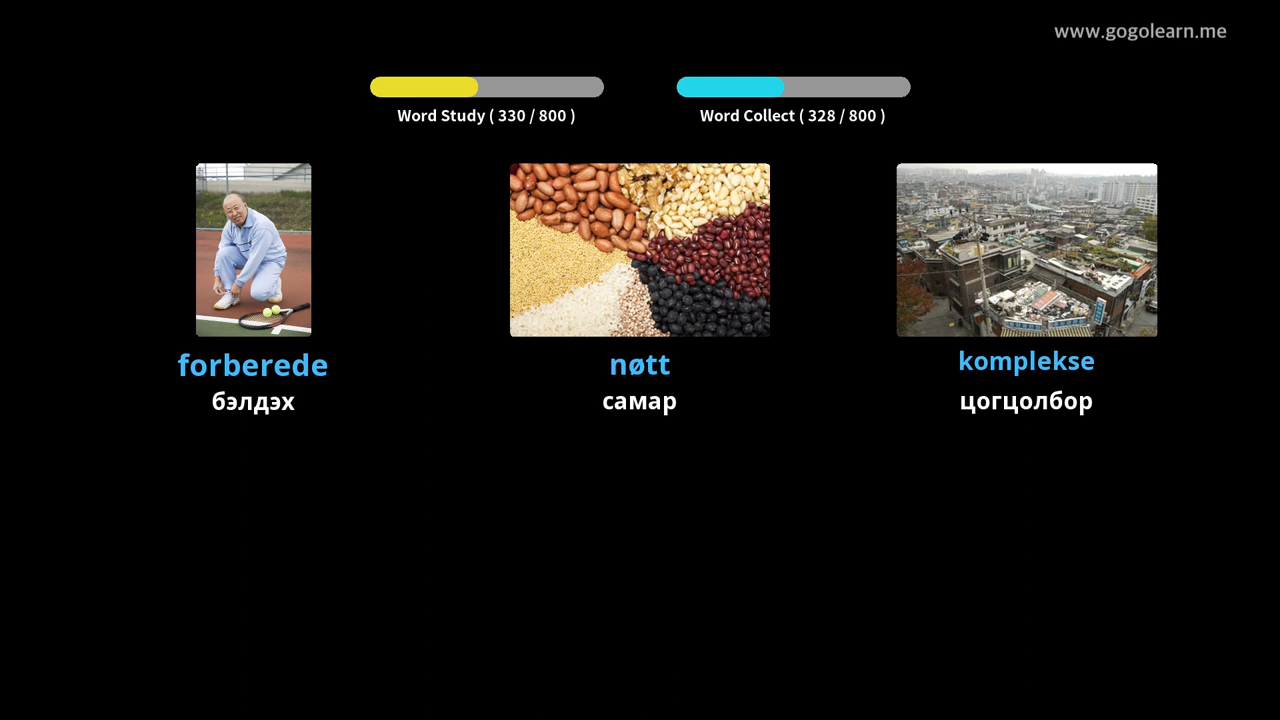 www.gogolearn.me
Word Study ( 330 / 800 )
Word Collect ( 328 / 800 )
forberede
бэлдэх
nøtt
самар
komplekse
цогцолбор